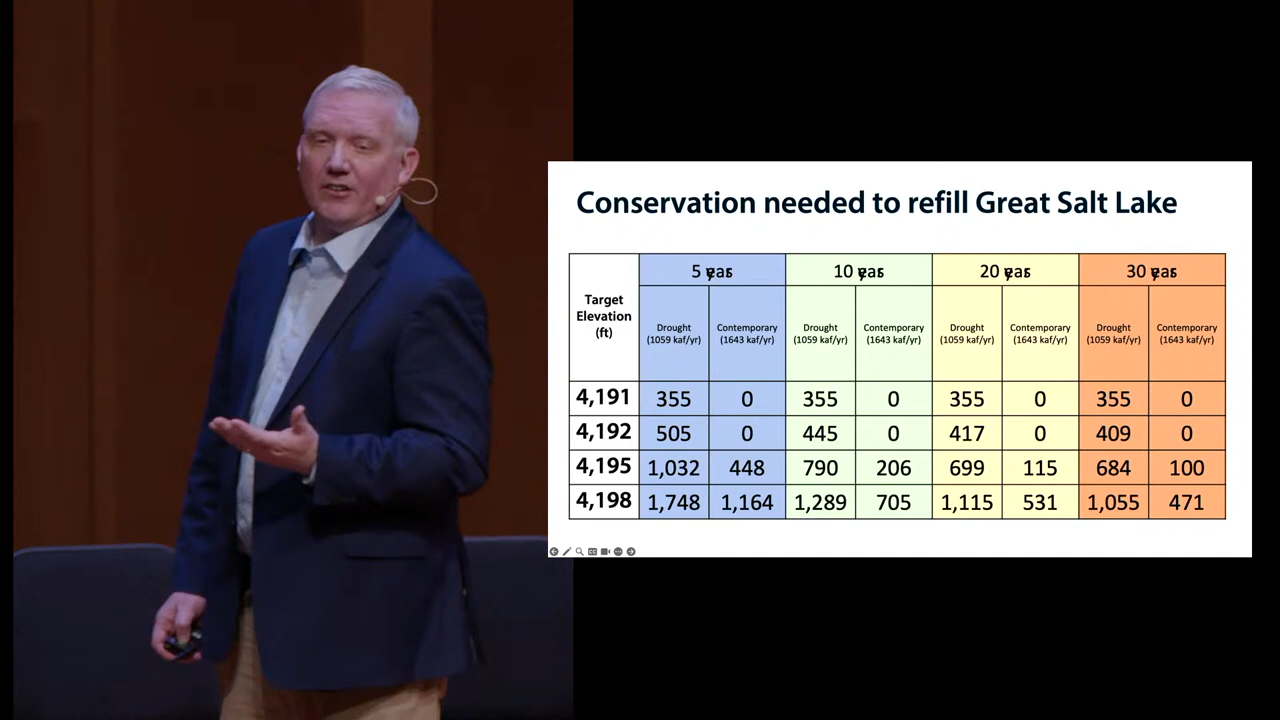 Conservation needed to refill Great Salt Lake
Target Elevation (ft) 5 yeaˢ 10 yeaˢ 20 yeaˢ 30 yeaˢ
Drought (1059 kaf/yr) Contemporary (1643 kaf/yr) Drought (1059 kaf/yr) Contemporary (1643 kaf/yr) Drought (1059 kaf/yr) Contemporary (1643 kaf/yr) Drought (1059 kaf/yr) Contemporary (1643 kaf/yr)
4,191 355 0 355 0 355 0 355 0
4,192 505 0 445 0 417 0 409 0
4,195 1,032 448 790 206 699 115 684 100
4,198 1,748 1,164 1,289 705 1,115 531 1,055 471